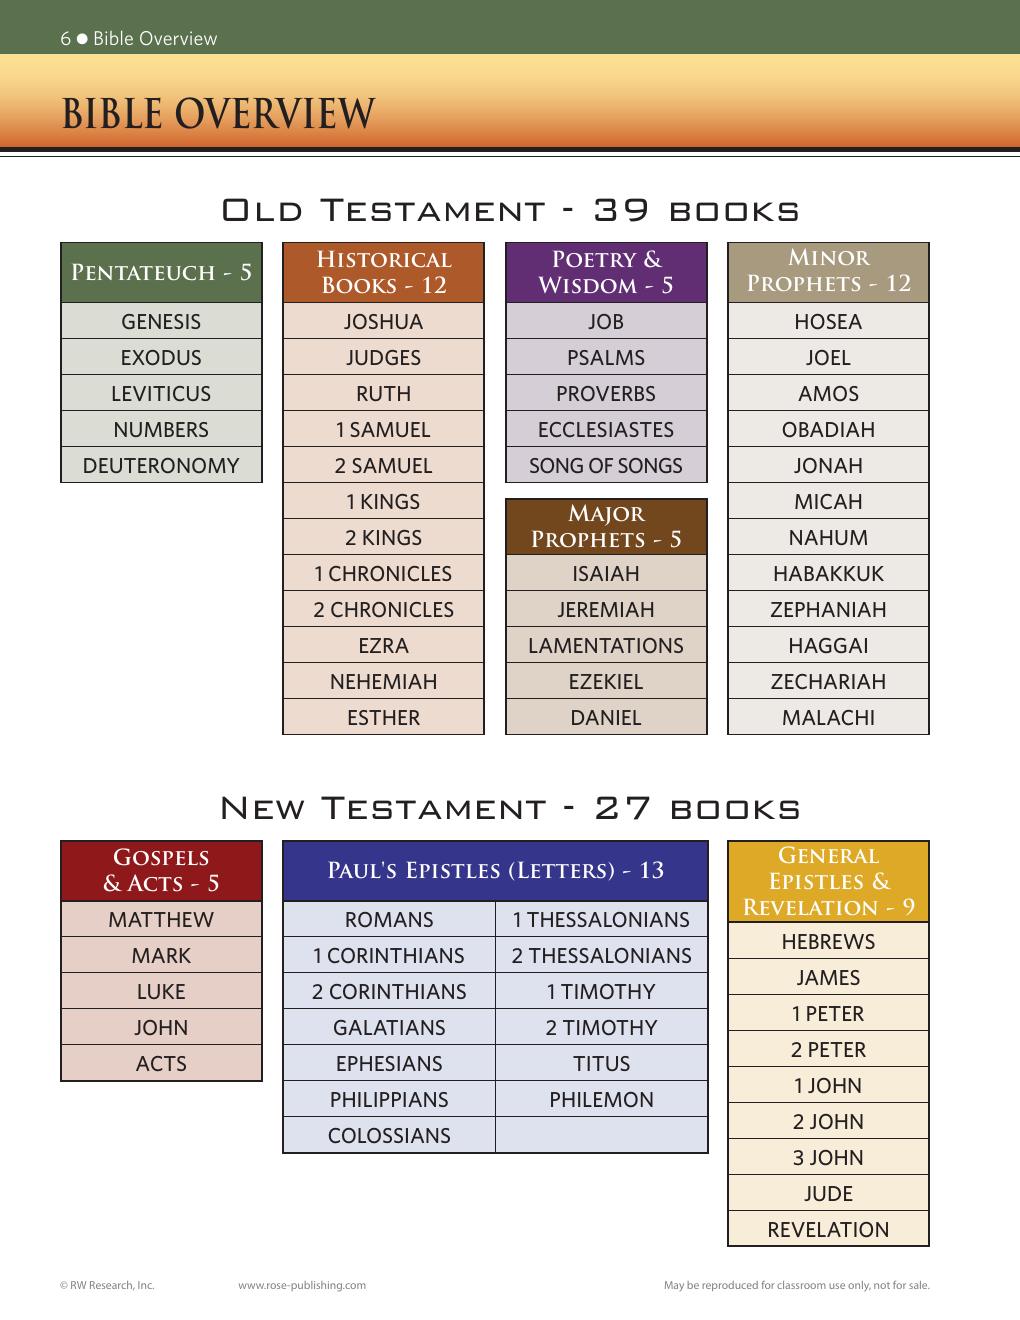 6 ● Bible Overview
BIBLE OVERVIEW
Old Testament - 39 books
Pentateuch - 5
GENESIS
EXODUS
LEVITICUS
NUMBERS
DEUTERONOMY
Historical
Books - 12
JOSHUA
JUDGES
RUTH
1 SAMUEL
2 SAMUEL
1 KINGS
2 KINGS
1 CHRONICLES
2 CHRONICLES
EZRA
NEHEMIAH
ESTHER
Poetry &
Wisdom - 5
JOB
PSALMS
PROVERBS
ECCLESIASTES
SONG OF SONGS
Major
Prophets - 5
ISAIAH
JEREMIAH
LAMENTATIONS
EZEKIEL
DANIEL
Minor
Prophets - 12
HOSEA
JOEL
AMOS
OBADIAH
JONAH
MICAH
NAHUM
HABAKKUK
ZEPHANIAH
HAGGAI
ZECHARIAH
MALACHI
New Testament - 27 books
Gospels
& Acts - 5
MATTHEW
MARK
LUKE
JOHN
ACTS
Paul's Epistles (Letters) - 13
ROMANS
1 CORINTHIANS
2 CORINTHIANS
GALATIANS
EPHESIANS
PHILIPPIANS
COLOSSIANS
1 THESSALONIANS
2 THESSALONIANS
1 TIMOTHY
2 TIMOTHY
TITUS
PHILEMON
General
Epistles &
Revelation - 9
HEBREWS
JAMES
1 PETER
2 PETER
1 JOHN
2 JOHN
3 JOHN
JUDE
REVELATION
© RW Research, Inc.
www.rose-publishing.com
May be reproduced for classroom use only, not for sale.